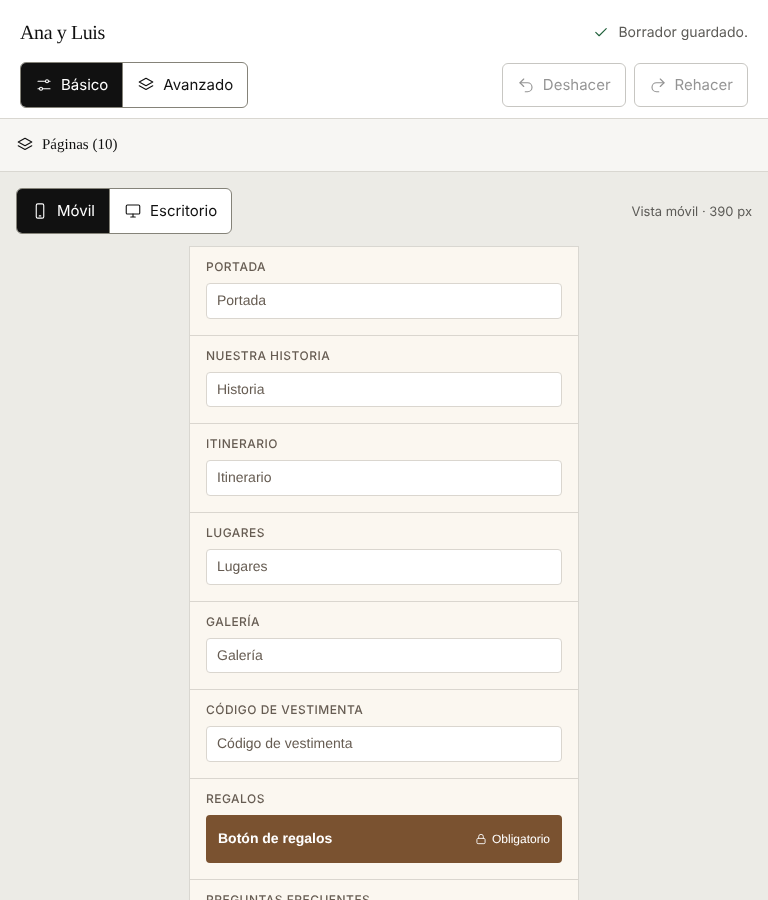 Ana y Luis
Borrador guardado.
Básico
Avanzado
Deshacer
Rehacer
Páginas (10)
Móvil
Escritorio
Vista móvil · 390 px
PORTADA
Portada
NUESTRA HISTORIA
Historia
ITINERARIO
Itinerario
LUGARES
Lugares
GALERÍA
Galería
CÓDIGO DE VESTIMENTA
Código de vestimenta
REGALOS
Botón de regalos
Obligatorio
PREGUNTAS FRECUENTES